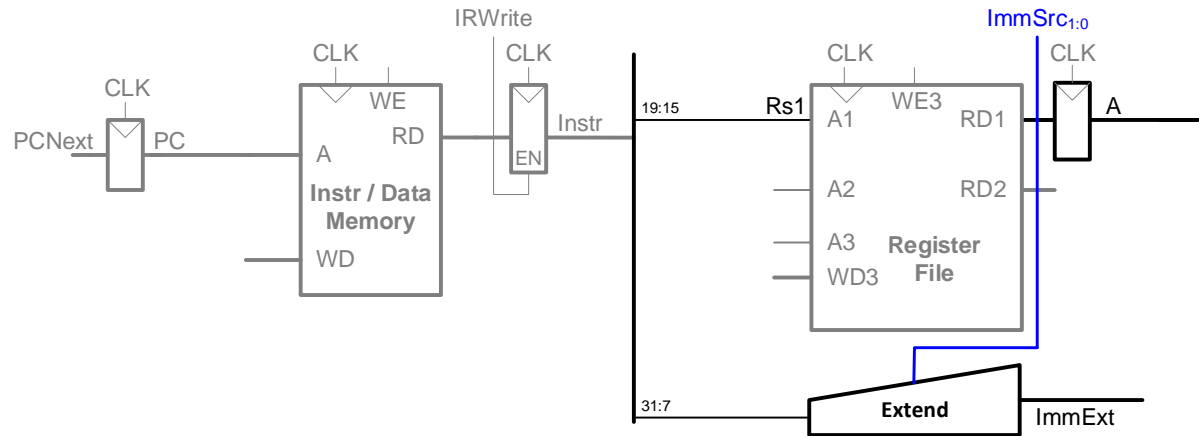 IRWrite
ImmSrc1:0
CLK
CLK
CLK
CLK
CLK
WE
WE3
19:15
Rs1
A1
RD1
A
PCNext
PC
A
RD
Instr
EN
Instr / Data
Memory
A2
RD2
WD
A3
WD3
Register
File
31:7
Extend
ImmExt